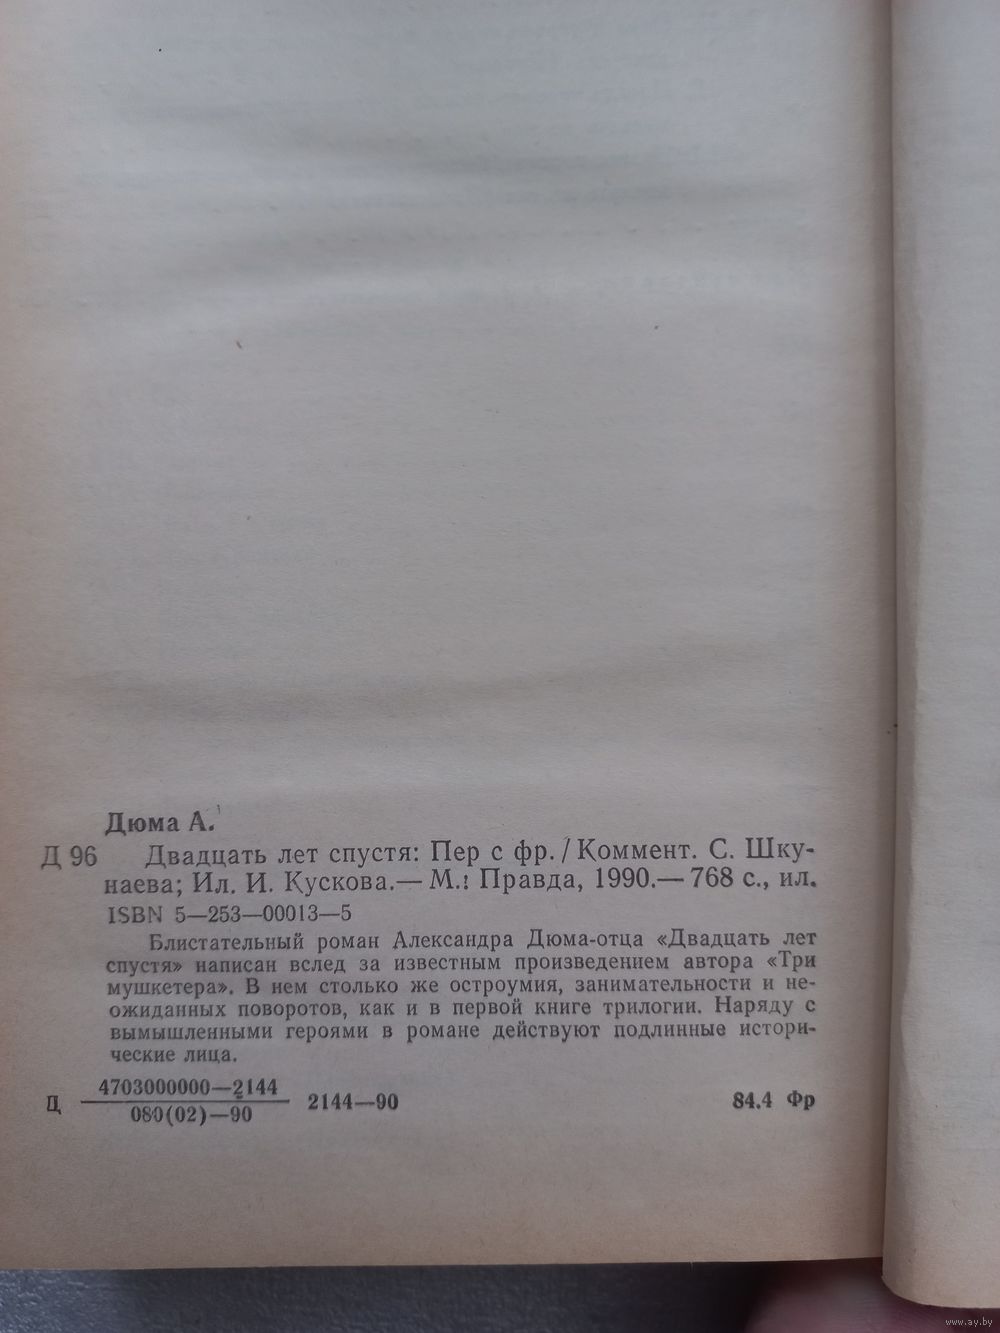 Дюма А.
Д 96 Двадцать лет спустя: Пер с фр. / Коммент. С. Шку-
наева; Ил. И. Кускова.— М.: Правда, 1990.— 768 с., ил.
ISBN 5—253—00013—5
Блистательный роман Александра Дюма-отца «Двадцать лет
спустя» написан вслед за известным произведением автора «Три
мушкетера». В нем столько же остроумия, занимательности и не-
ожиданных поворотов, как и в первой книге трилогии. Наряду с
вымышленными героями в романе действуют подлинные истори-
ческие лица.
4703000000—2144
Ц 080(02)—90 2144—90 84.4 Фр
www.ay.by